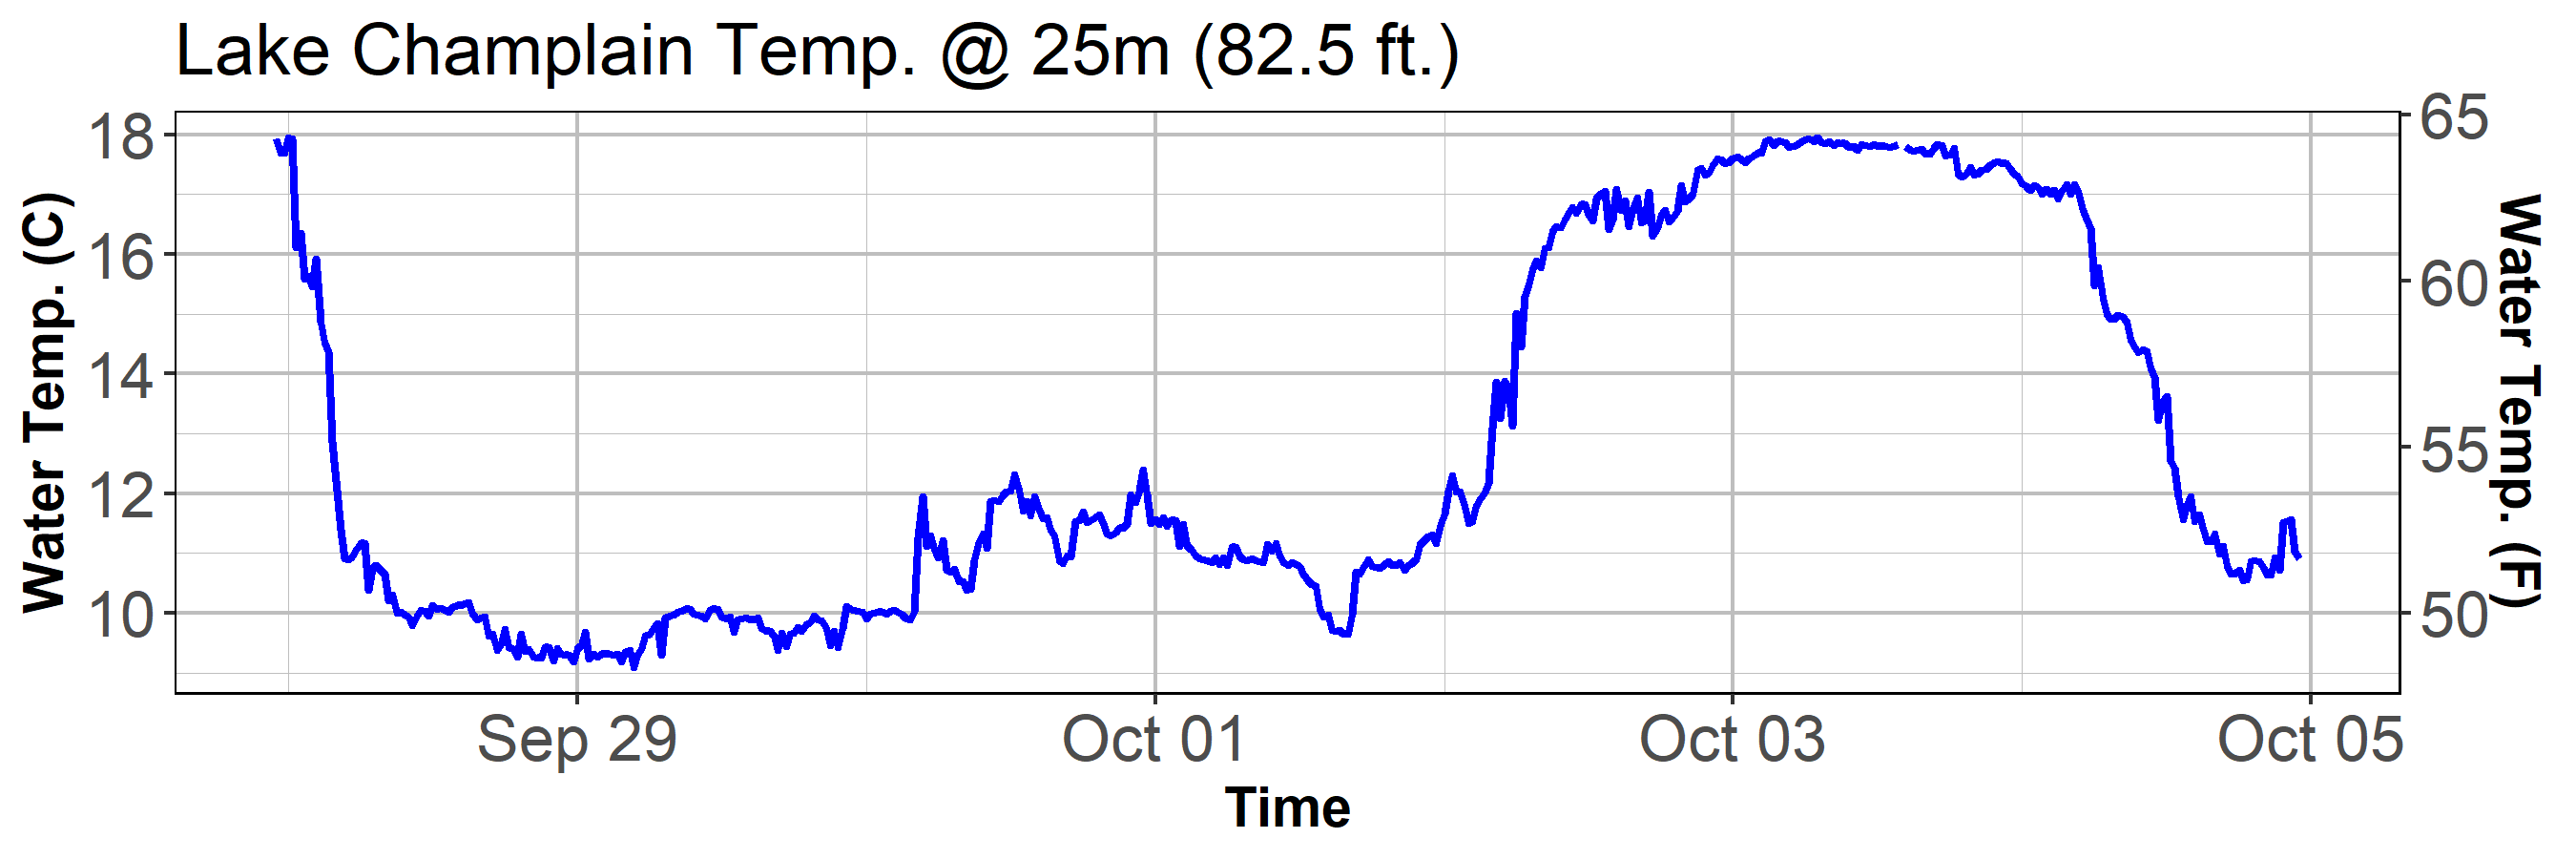 Lake Champlain Temp. @ 25m (82.5 ft.)
Water Temp. (C)
18
16
14
12
10
65
60
55
50
Water Temp. (F)
Sep 29 Oct 01 Oct 03 Oct 05
Time